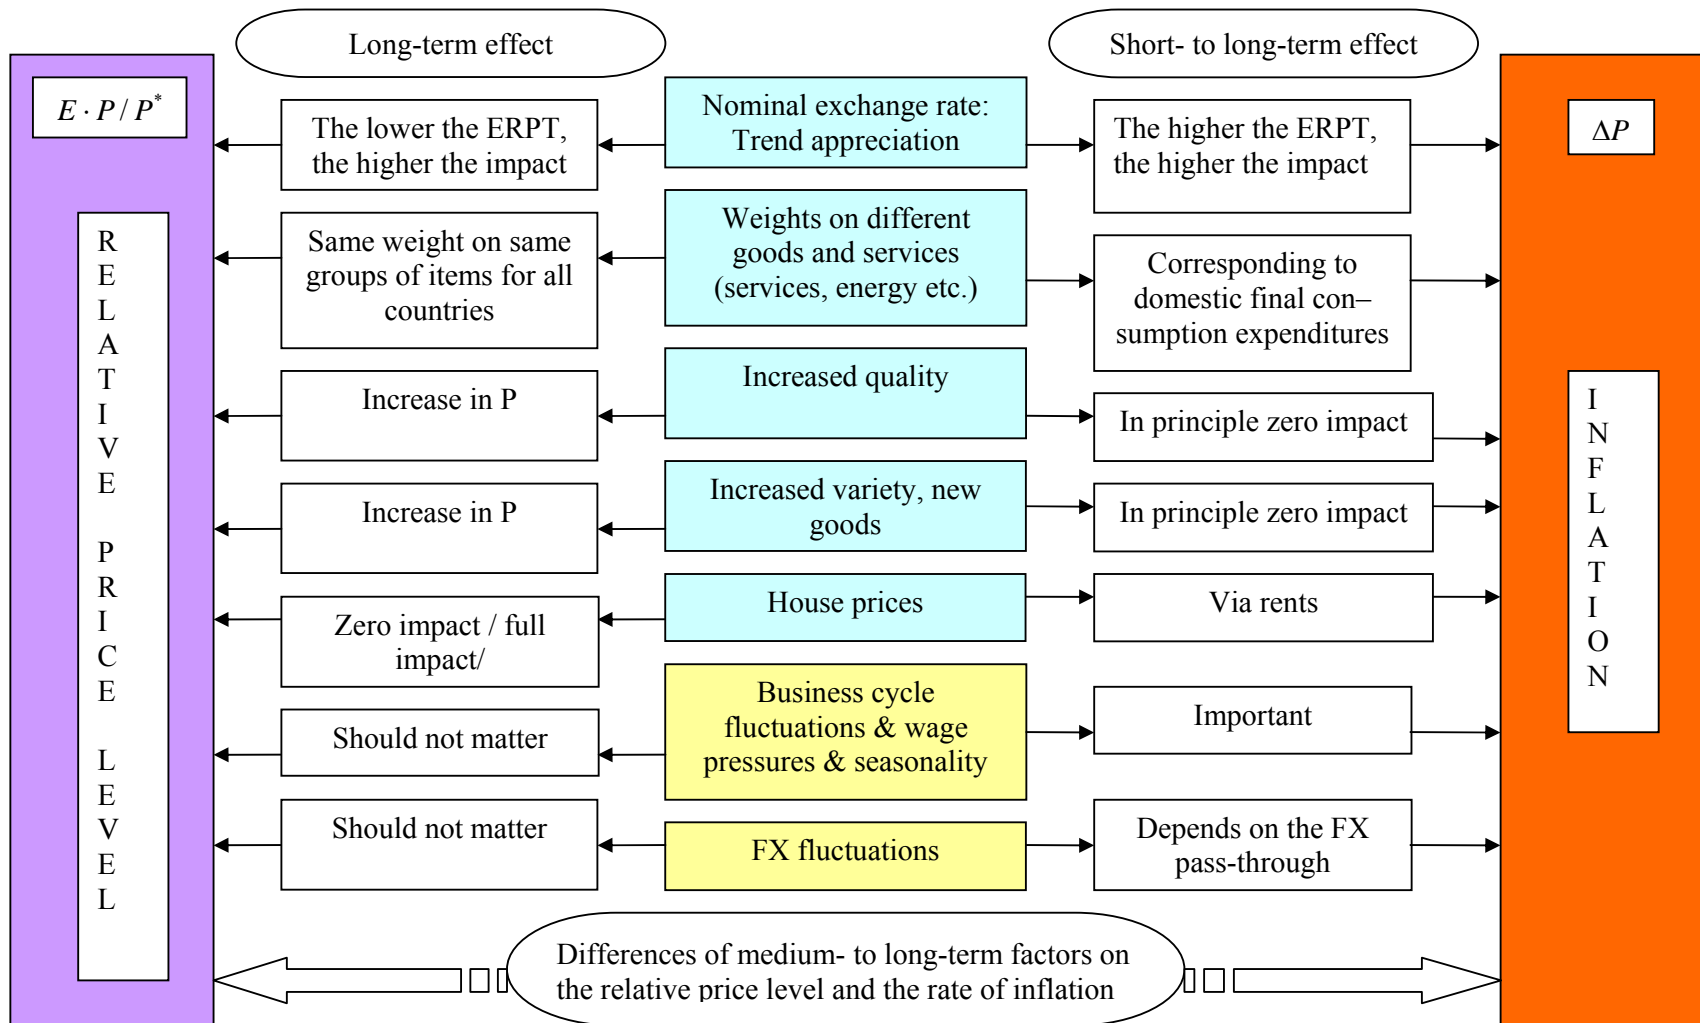 Long-term effect
Short- to long-term effect
E · P / P*
Nominal exchange rate:
Trend appreciation
The lower the ERPT,
the higher the impact
The higher the ERPT,
the higher the impact
ΔP
RELATIVE PRICE LEVEL
Weights on different
goods and services
(services, energy etc.)
Same weight on same
groups of items for all
countries
Corresponding to
domestic final con–
sumption expenditures
Increased quality
Increase in P
In principle zero impact
INFLATION
Increased variety, new
goods
Increase in P
In principle zero impact
House prices
Zero impact / full
impact/
Via rents
Business cycle
fluctuations & wage
pressures & seasonality
Should not matter
Important
FX fluctuations
Should not matter
Depends on the FX
pass-through
Differences of medium- to long-term factors on
the relative price level and the rate of inflation